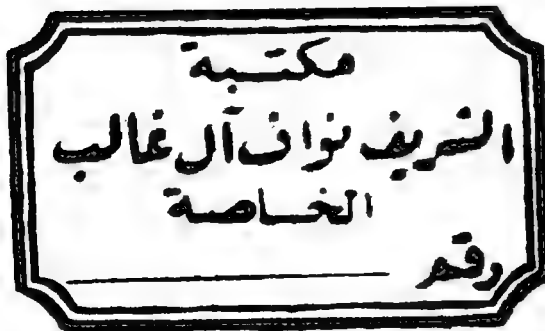 مكتبة
الشريف نواف آل غالب
الخاصة
رقم